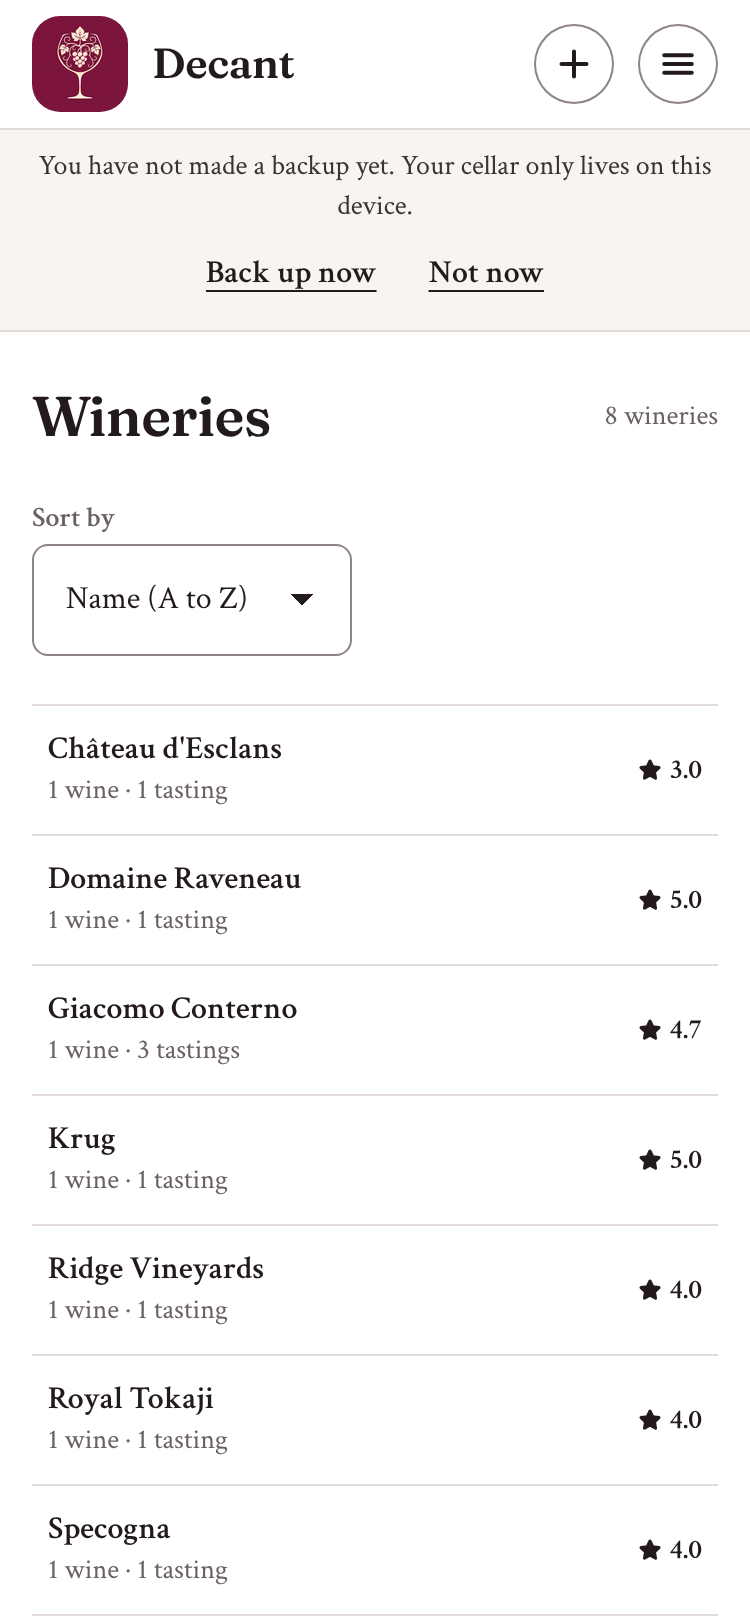 Decant
You have not made a backup yet. Your cellar only lives on this
device.
Back up now Not now
Wineries
8 wineries
Sort by
Name (A to Z)
Château d'Esclans
1 wine · 1 tasting
3.0
Domaine Raveneau
1 wine · 1 tasting
5.0
Giacomo Conterno
1 wine · 3 tastings
4.7
Krug
1 wine · 1 tasting
5.0
Ridge Vineyards
1 wine · 1 tasting
4.0
Royal Tokaji
1 wine · 1 tasting
4.0
Specogna
1 wine · 1 tasting
4.0